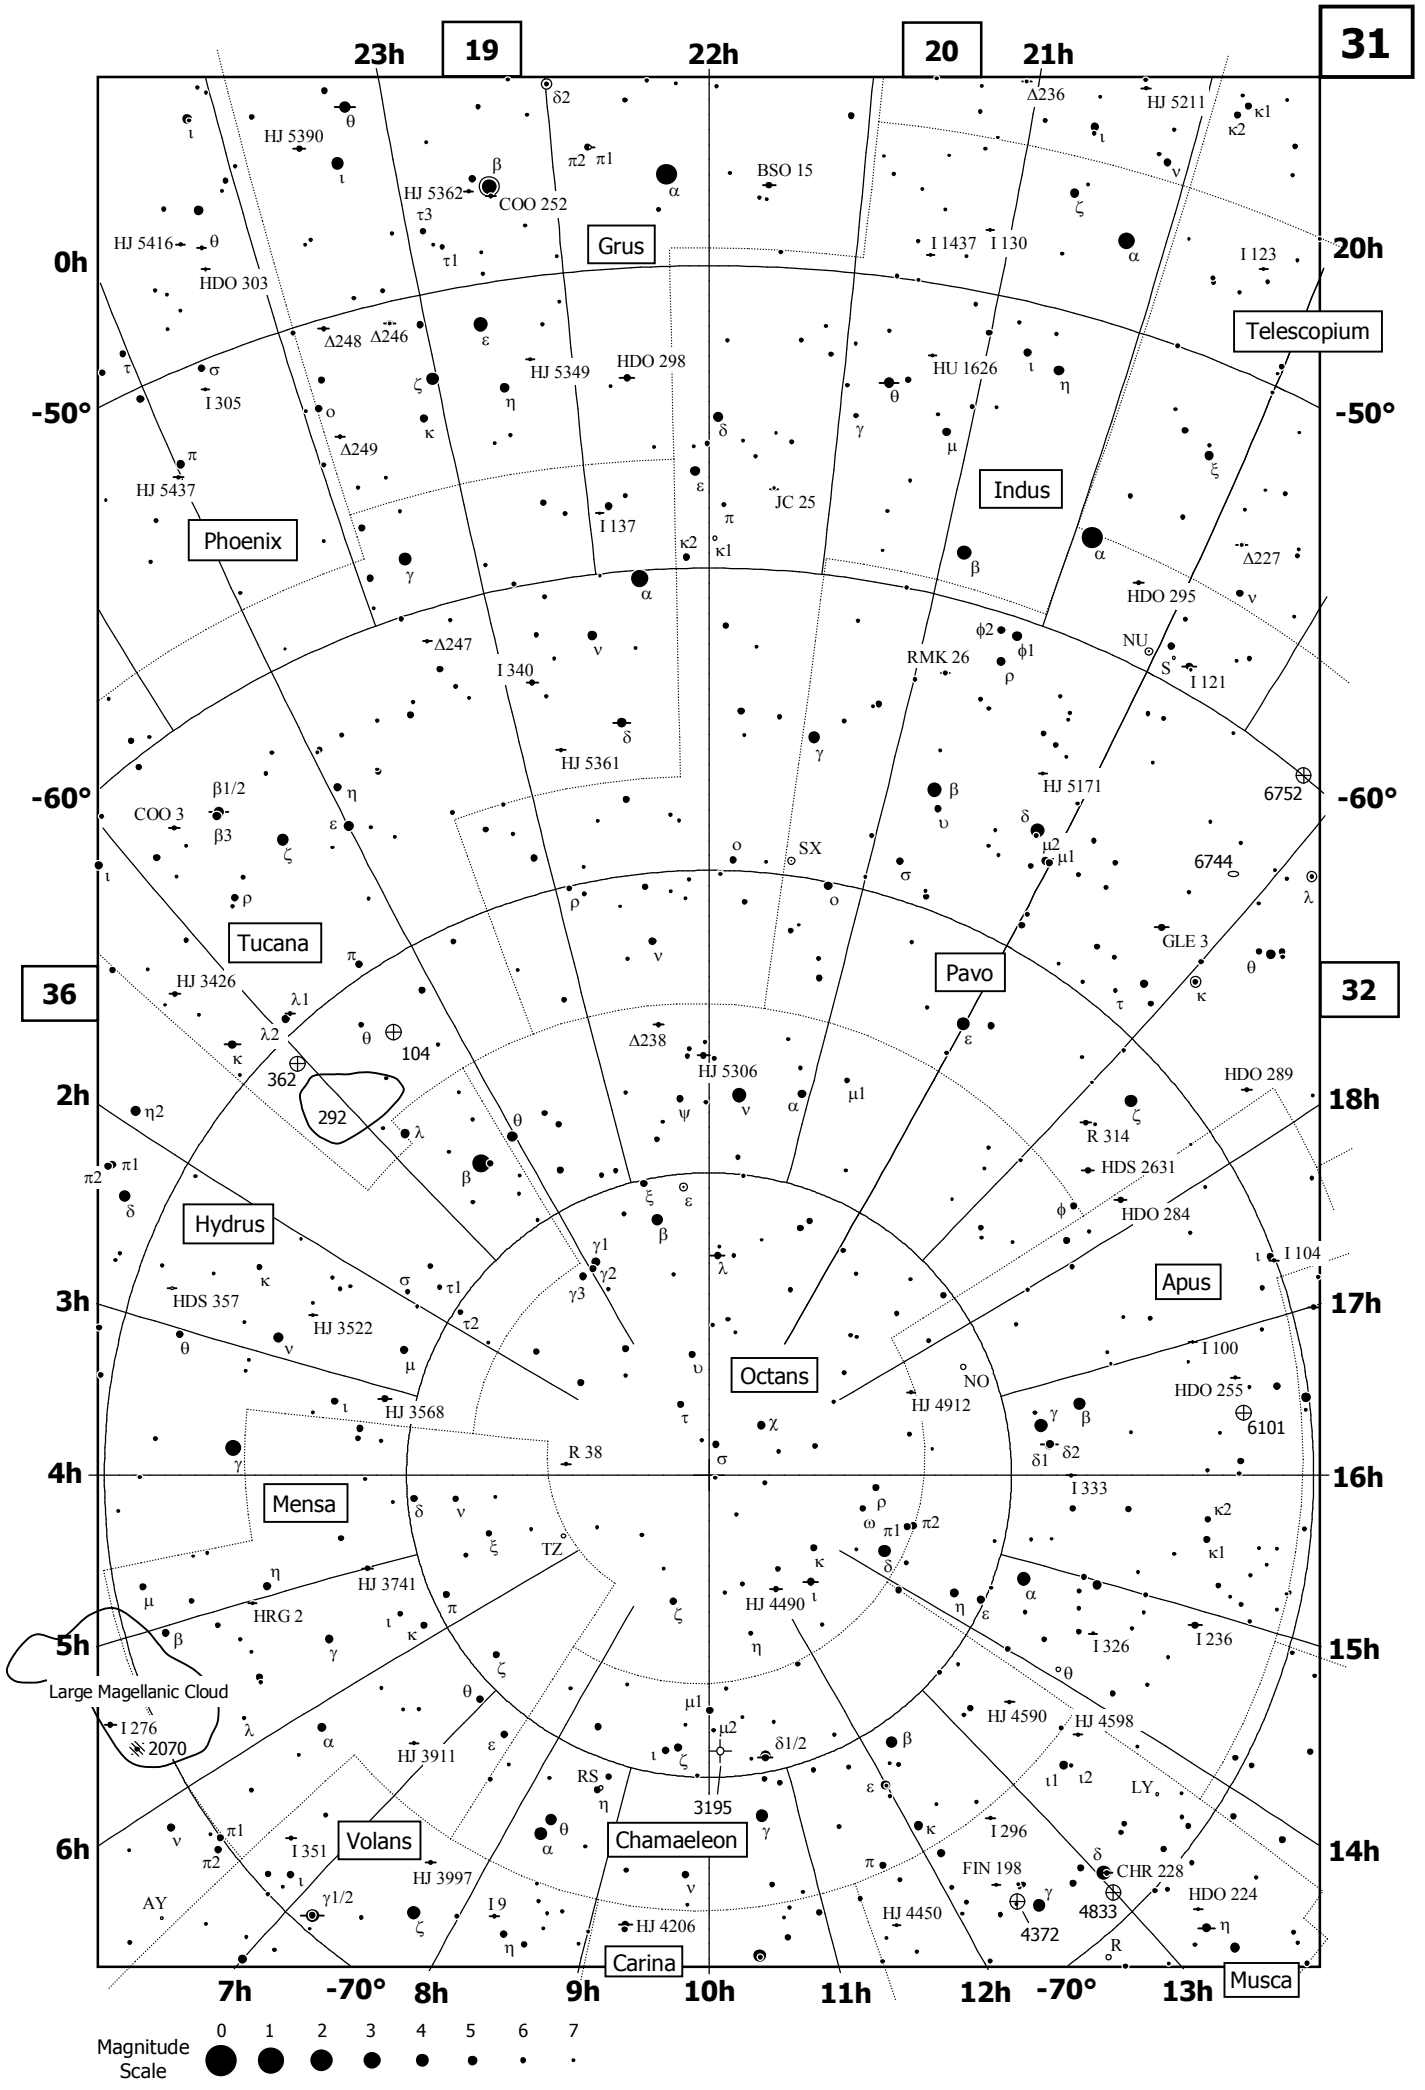 23h 19 22h 20 21h 31
δ2 Δ236 HJ 5211 κ1
θ κ2
ι HJ 5390 ι
π2 π1 ν
ι β BSO 15
HJ 5362 COO 252 α ζ
τ3
HJ 5416 θ τ1 Grus I 1437 I 130 α I 123
0h 20h
HDO 303
Telescopium
Δ248 Δ246 ε
τ σ ζ HJ 5349 HDO 298 HU 1626 ι η
I 305 η θ
-50° ο κ δ γ μ -50°
Δ249
π ε ξ
HJ 5437 JC 25 Indus
I 137 π
Phoenix κ2 κ1 α
γ β Δ227
α HDO 295 ν
Δ247 ν φ2 φ1 NU
I 340 RMK 26 ρ S I 121
δ γ
HJ 5361
β1/2 η HJ 5171 6752
-60° β -60°
COO 3 β3 ε υ δ
ζ ο SX μ2 μ1 6744
ι σ
ρ ρ ο λ
Tucana π ν GLE 3
Pavo θ
36 HJ 3426 32
λ1 τ κ
λ2 θ Δ238 ε
κ 104 HJ 5306
362 HDO 289
2h 292 ψ ν α μ1 ζ 18h
η2 λ θ R 314
π1 HDS 2631
π2 β
δ ξ ε φ HDO 284
Hydrus β
γ1 ι I 104
κ γ2 λ
HDS 357 σ τ1 γ3 Apus
3h HJ 3522 τ2 17h
θ ν μ υ I 100
Octans NO
ι HJ 3568 τ HJ 4912 HDO 255
χ γ β 6101
γ R 38 σ δ1 δ2
4h 16h
Mensa I 333
δ ν ρ κ2
ξ TZ ω π1 π2
κ δ κ1
η HJ 3741
μ HRG 2 π ζ HJ 4490 ι η ε α
ι κ η I 326 I 236
5h β γ 15h
ζ θ
Large Magellanic Cloud
θ μ1 HJ 4590
I 276 λ α μ2 HJ 4598
2070 HJ 3911 ε ι ζ δ1/2 β
RS ε ι1 ι2 LY
η 3195
6h ν π1 Volans θ Chamaeleon γ κ I 296 14h
π2 I 351 α
HJ 3997 π FIN 198 δ CHR 228
AY ι ν γ HDO 224
γ1/2 ζ I 9 HJ 4206 HJ 4450 4372 4833 η
η R
Carina Musca
7h -70° 8h 9h 10h 11h 12h -70° 13h
0 1 2 3 4 5 6 7
Magnitude
Scale